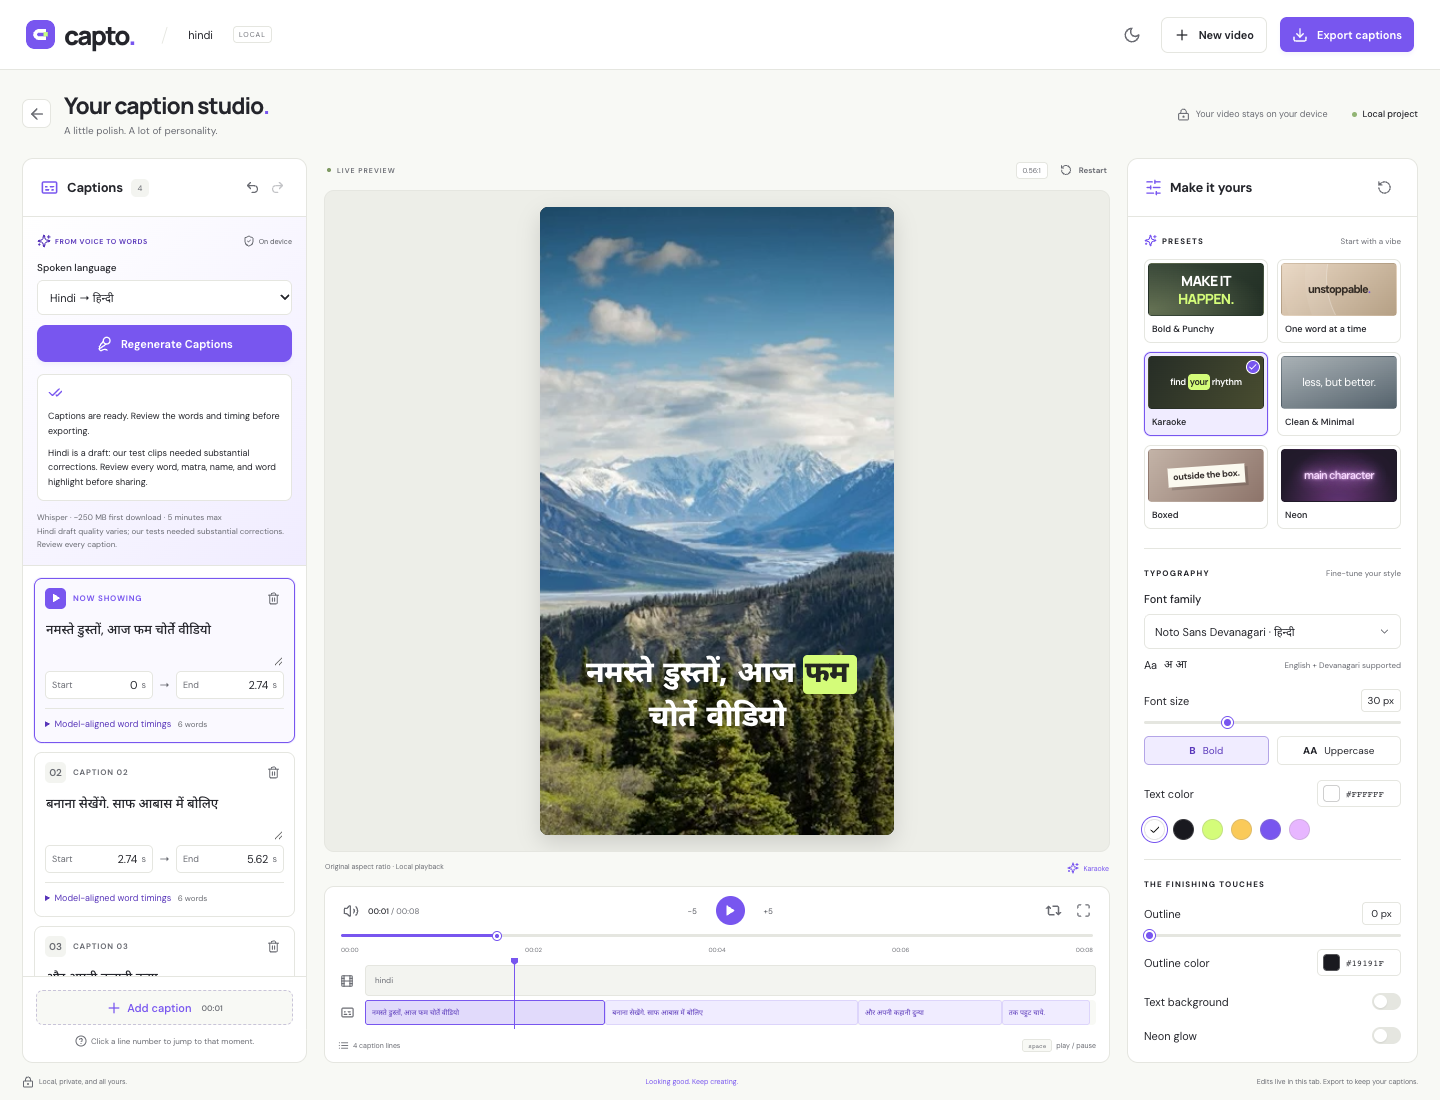 capto.
hindi
LOCAL
New video
Export captions
Your caption studio.
A little polish. A lot of personality.
Your video stays on your device
Local project
Captions 4
FROM VOICE TO WORDS
On device
Spoken language
Hindi → हिन्दी
Regenerate Captions
Captions are ready. Review the words and timing before
exporting.
Hindi is a draft: our test clips needed substantial
corrections. Review every word, matra, name, and word
highlight before sharing.
Whisper · ~250 MB first download · 5 minutes max
Hindi draft quality varies; our tests needed substantial corrections.
Review every caption.
NOW SHOWING
नमस्ते डुस्तों, आज फम चोर्ते वीडियो
Start 0 s → End 2.74 s
Model-aligned word timings 6 words
02 CAPTION 02
बनाना सेखेंगे. साफ आबास में बोलिए
Start 2.74 s → End 5.62 s
Model-aligned word timings 6 words
03 CAPTION 03
और अपनी कहानी दुन्या
Add caption 00:01
Click a line number to jump to that moment.
LIVE PREVIEW
0.56:1
Restart
नमस्ते डुस्तों, आज फम
चोर्ते वीडियो
Original aspect ratio · Local playback
Karaoke
00:01 / 00:08
-5
+5
00:00 00:02 00:04 00:06 00:08
hindi
नमस्ते डुस्तों, आज फम चोर्ते वीडियो
बनाना सेखेंगे. साफ आबास में बोलिए
और अपनी कहानी दुन्या
तक पहुट चाये.
4 caption lines
space play / pause
Make it yours
PRESETS
Start with a vibe
MAKE IT
HAPPEN.
Bold & Punchy
unstoppable.
One word at a time
find your rhythm
Karaoke
less, but better.
Clean & Minimal
outside the box.
Boxed
main character
Neon
TYPOGRAPHY
Fine-tune your style
Font family
Noto Sans Devanagari · हिन्दी
Aa अ आ
English + Devanagari supported
Font size
30 px
B Bold
AA Uppercase
Text color
#FFFFFF
THE FINISHING TOUCHES
Outline
0 px
Outline color
#19191F
Text background
Neon glow
Local, private, and all yours.
Looking good. Keep creating.
Edits live in this tab. Export to keep your captions.